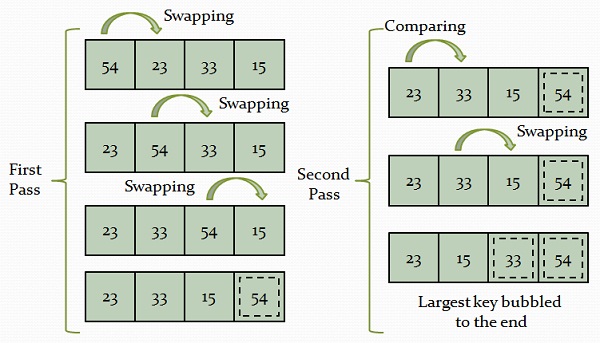 First
Pass
Swapping
54 23 33 15
Swapping
23 54 33 15
Swapping
23 33 54 15
23 33 15 54
Second
Pass
Comparing
23 33 15 54
Swapping
23 33 15 54
23 15 33 54
Largest key bubbled
to the end